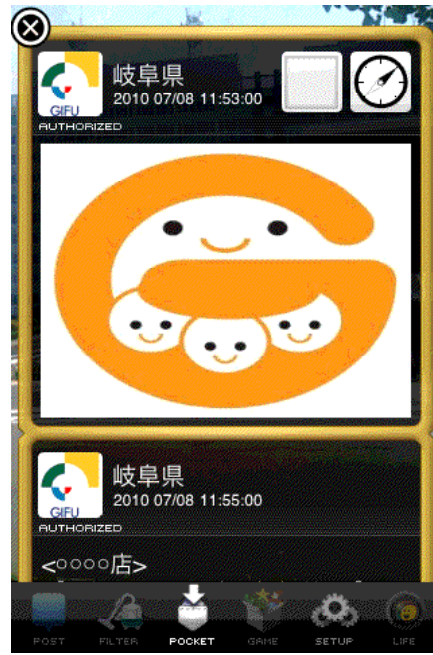 GIFU
岐阜県
2010 07/08 11:53:00
AUTHORIZED
GIFU
岐阜県
2010 07/08 11:55:00
AUTHORIZED
<○○○○店>
POST FILTER POCKET GAME SETUP LIFE